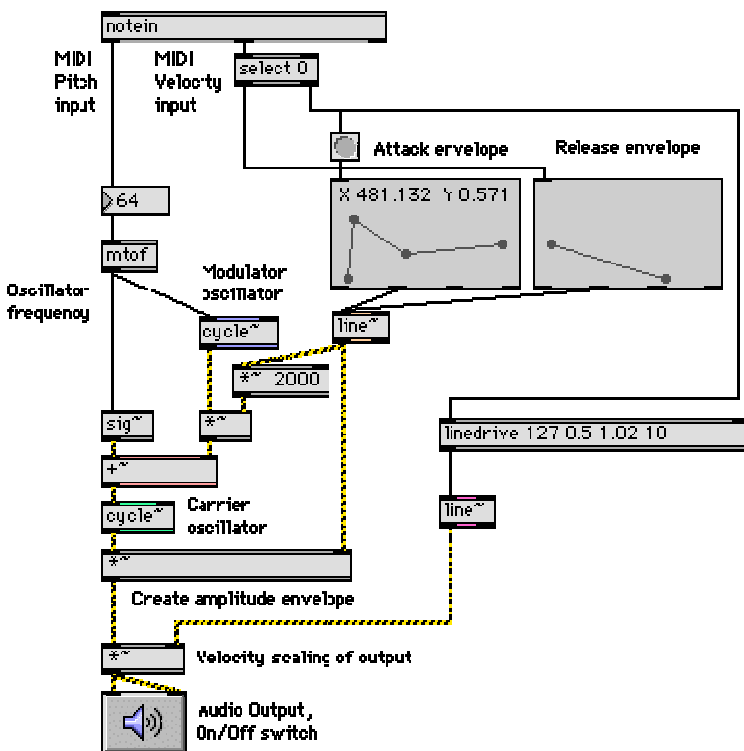 notein
MIDI
Pitch
input
MIDI
Velocity
input
select 0
Attack envelope
Release envelope
X 481.132 Y 0.571
64
mtof
Oscillator
frequency
Modulator
oscillator
cycle~
line~
*~ 2000
sig~
*~
linedrive 127 0.5 1.02 10
+~
cycle~
Carrier
oscillator
line~
*~
Create amplitude envelope
*~
Velocity scaling of output
Audio Output,
On/Off switch